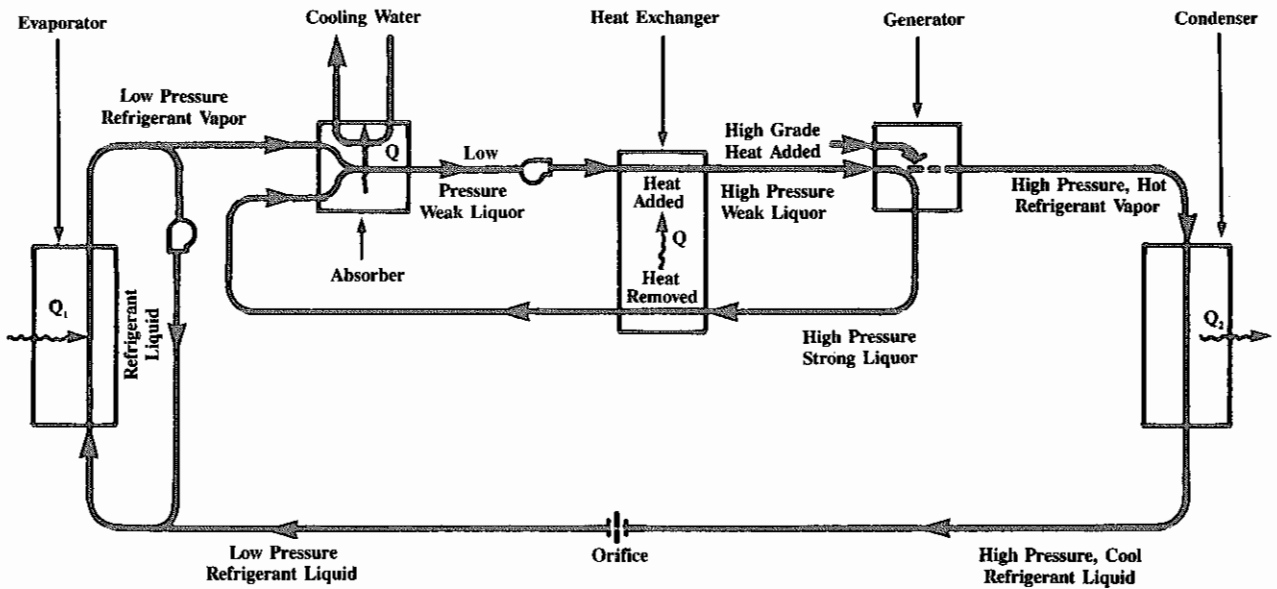 Evaporator
Cooling Water
Heat Exchanger
Generator
Condenser
Low Pressure
Refrigerant Vapor
Q
Low
Pressure
Weak Liquor
Absorber
Heat
Added
Q
Heat
Removed
High Grade
Heat Added
High Pressure
Weak Liquor
High Pressure, Hot
Refrigerant Vapor
Q₁
Refrigerant
Liquid
High Pressure
Strong Liquor
Q₂
Low Pressure
Refrigerant Liquid
Orifice
High Pressure, Cool
Refrigerant Liquid